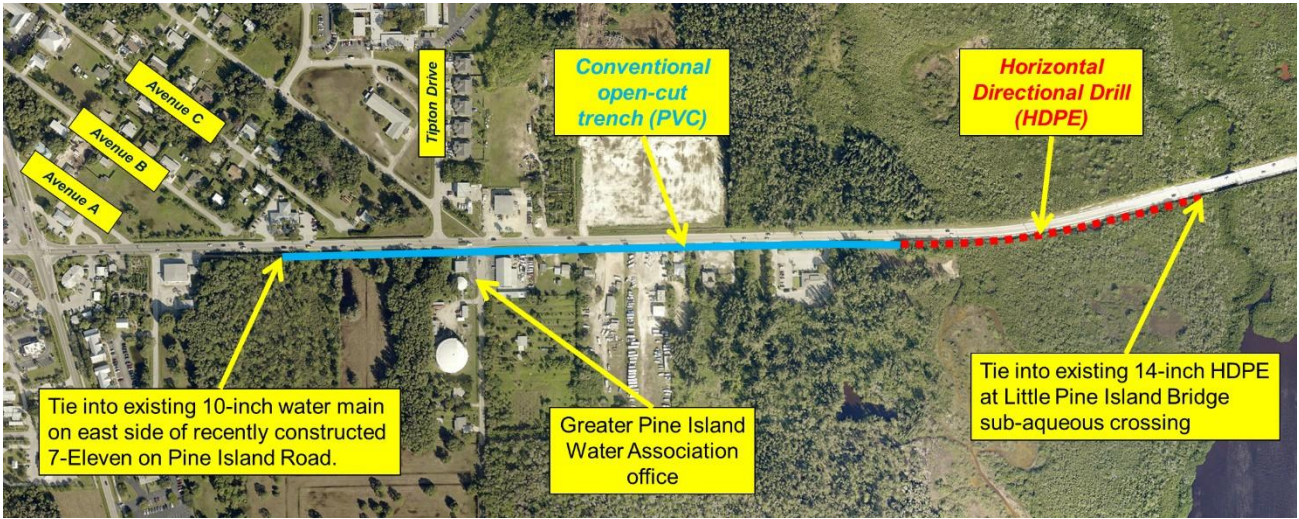 Avenue C
Avenue B
Avenue A
Tipton Drive
Conventional
open-cut
trench (PVC)
Horizontal
Directional Drill
(HDPE)
Tie into existing 10-inch water main
on east side of recently constructed
7-Eleven on Pine Island Road.
Greater Pine Island
Water Association
office
Tie into existing 14-inch HDPE
at Little Pine Island Bridge
sub-aqueous crossing